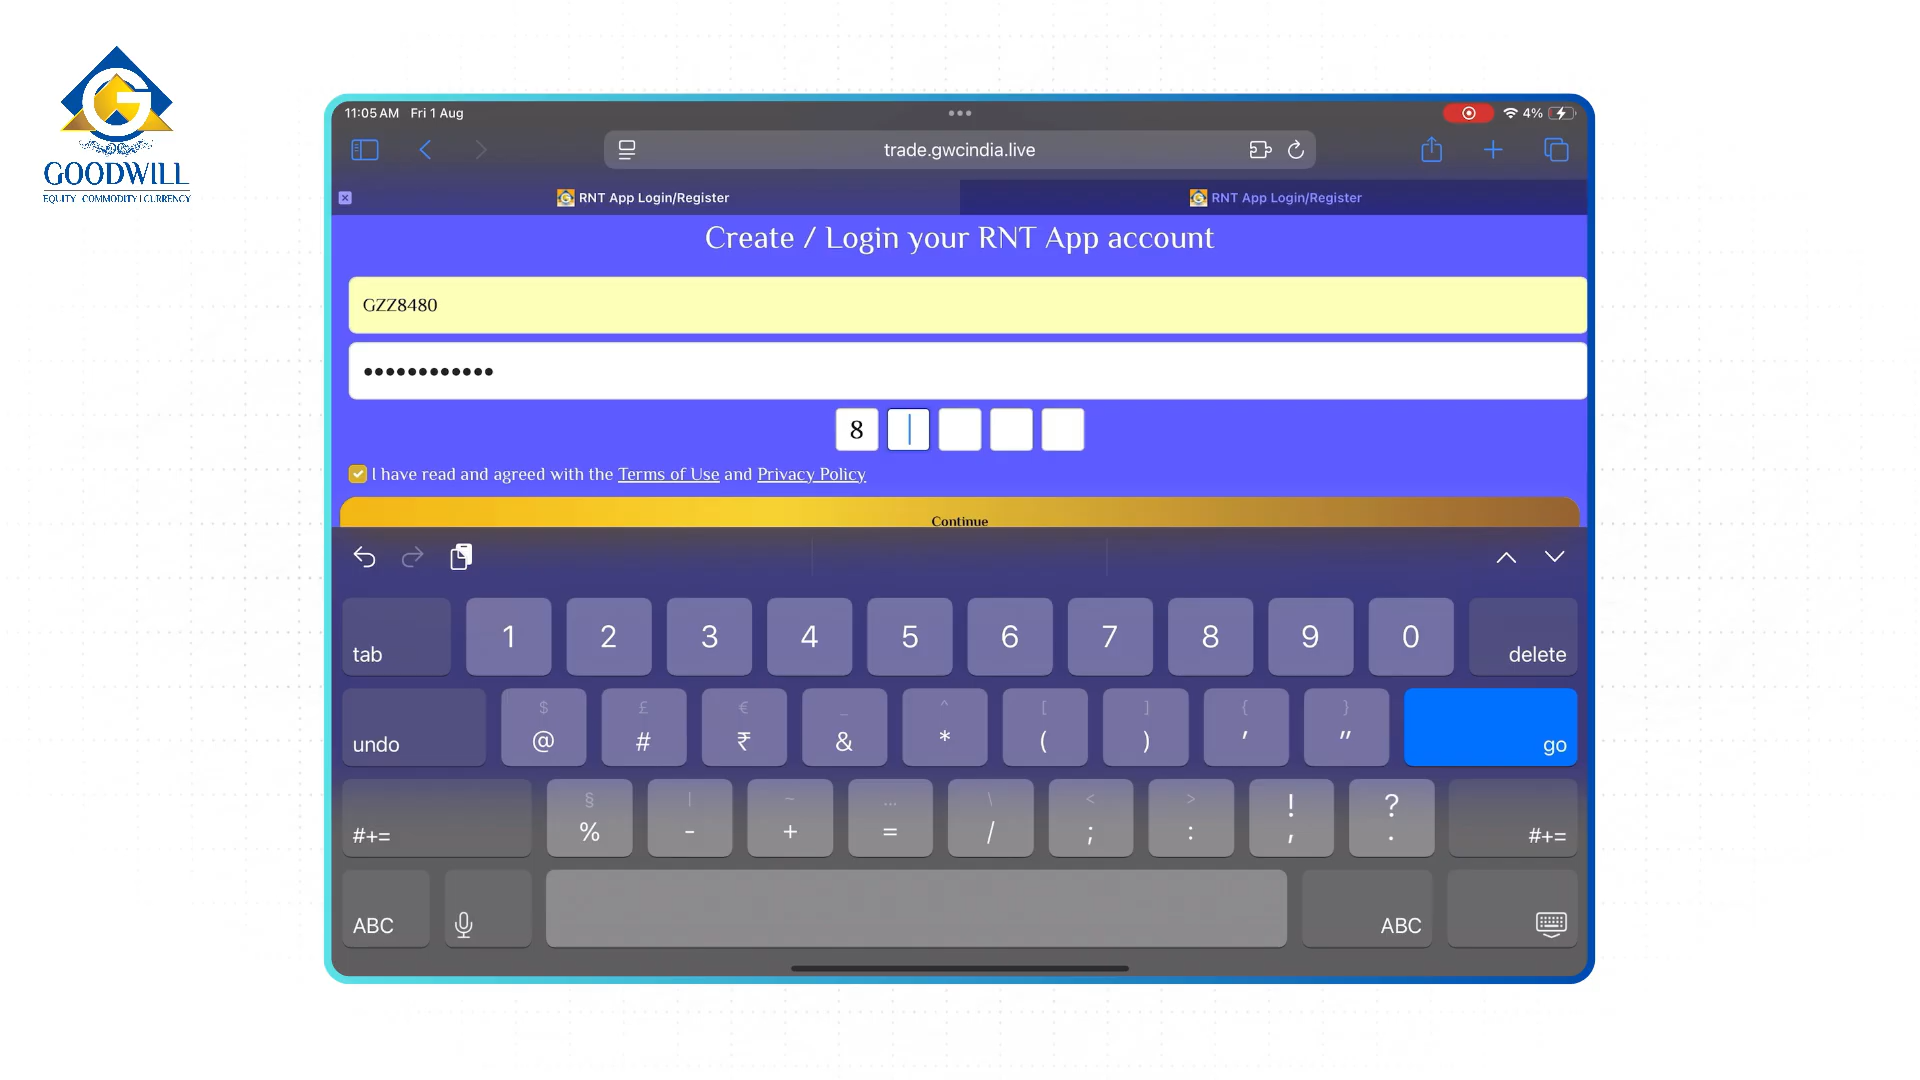 GOODWILL
EQUITY | COMMODITY | CURRENCY
11:05 AM Fri 1 Aug
4%
trade.gwcindia.live
RNT App Login/Register
RNT App Login/Register
Create / Login your RNT App account
GZZ8480
••••••••••••
8
I have read and agreed with the Terms of Use and Privacy Policy
Continue
tab 1 2 3 4 5 6 7 8 9 0 delete
$ £ € _ ^ [ ] { }
undo @ # ₹ & * ( ) ' " go
§ | ~ … \ < > ! ?
#+= % - + = / ; : , . #+=
ABC ABC